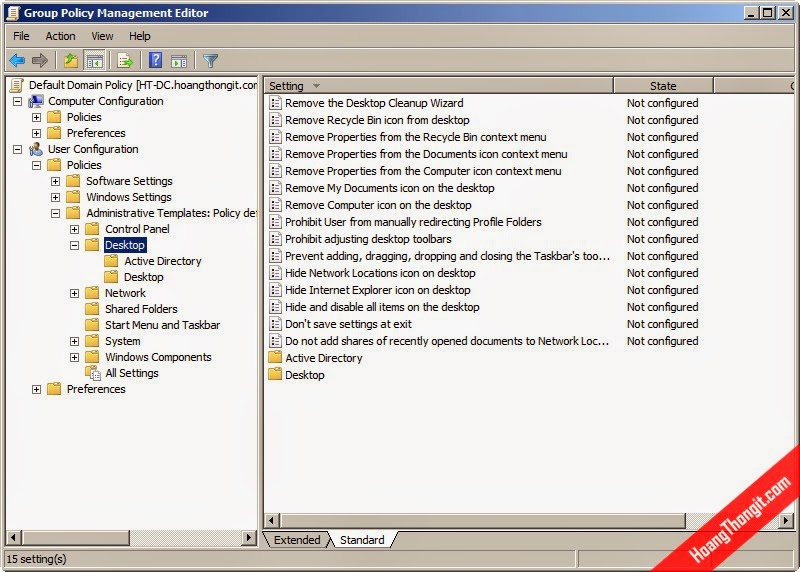 Group Policy Management Editor
File Action View Help
Default Domain Policy [HT-DC.hoangthongit.con
Computer Configuration
Policies
Preferences
User Configuration
Policies
Software Settings
Windows Settings
Administrative Templates: Policy def
Control Panel
Desktop
Active Directory
Desktop
Network
Shared Folders
Start Menu and Taskbar
System
Windows Components
All Settings
Preferences
Setting State
Remove the Desktop Cleanup Wizard Not configured
Remove Recycle Bin icon from desktop Not configured
Remove Properties from the Recycle Bin context menu Not configured
Remove Properties from the Documents icon context menu Not configured
Remove Properties from the Computer icon context menu Not configured
Remove My Documents icon on the desktop Not configured
Remove Computer icon on the desktop Not configured
Prohibit User from manually redirecting Profile Folders Not configured
Prohibit adjusting desktop toolbars Not configured
Prevent adding, dragging, dropping and closing the Taskbar's too... Not configured
Hide Network Locations icon on desktop Not configured
Hide Internet Explorer icon on desktop Not configured
Hide and disable all items on the desktop Not configured
Don't save settings at exit Not configured
Do not add shares of recently opened documents to Network Loc... Not configured
Active Directory
Desktop
Extended Standard
15 setting(s)
HoangThongit.com